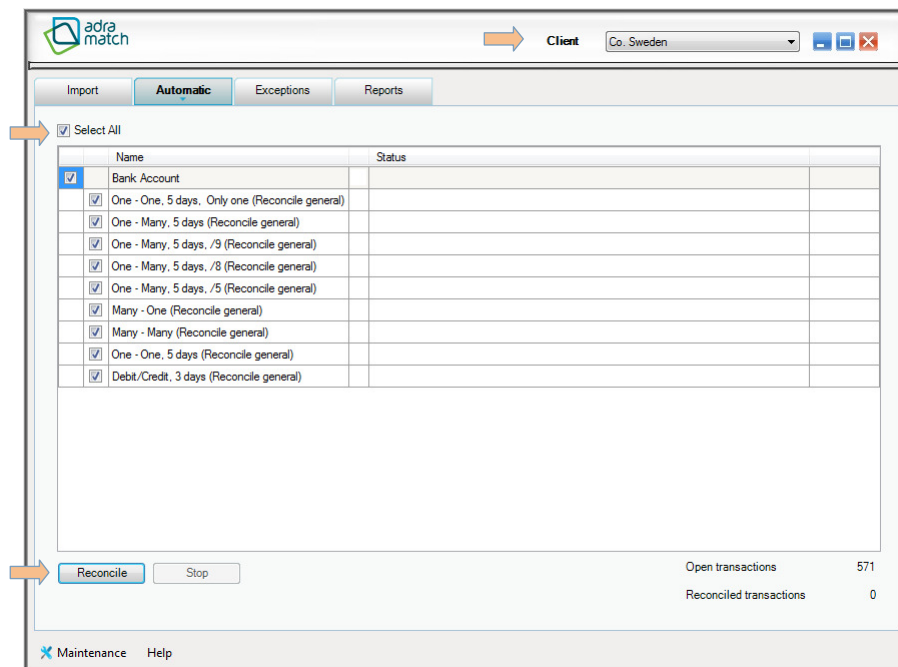 adra
match
Client Co. Sweden
Import Automatic Exceptions Reports
Select All
Name Status
Bank Account
One - One, 5 days, Only one (Reconcile general)
One - Many, 5 days (Reconcile general)
One - Many, 5 days, /9 (Reconcile general)
One - Many, 5 days, /8 (Reconcile general)
One - Many, 5 days, /5 (Reconcile general)
Many - One (Reconcile general)
Many - Many (Reconcile general)
One - One, 5 days (Reconcile general)
Debit/Credit, 3 days (Reconcile general)
Reconcile Stop
Open transactions 571
Reconciled transactions 0
Maintenance Help